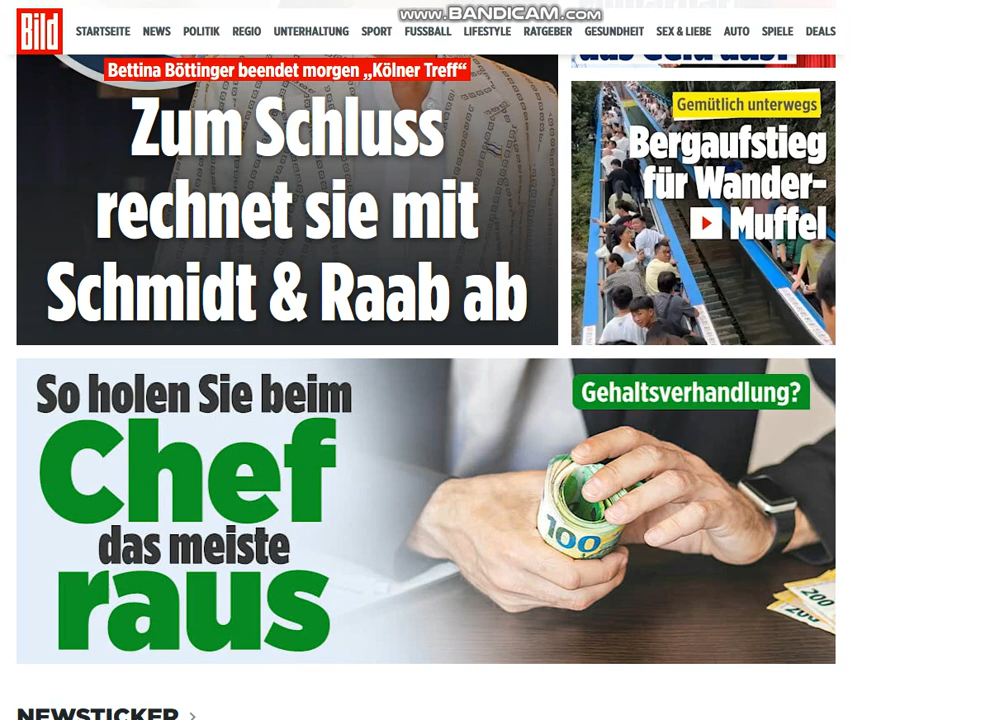 www.BANDICAM.com
Bild
STARTSEITE NEWS POLITIK REGIO UNTERHALTUNG SPORT FUSSBALL LIFESTYLE RATGEBER GESUNDHEIT SEX & LIEBE AUTO SPIELE DEALS
Bettina Böttinger beendet morgen „Kölner Treff“
Zum Schluss
rechnet sie mit
Schmidt & Raab ab
Gemütlich unterwegs
Bergaufstieg
für Wander-
Muffel
So holen Sie beim
Chef
das meiste
raus
Gehaltsverhandlung?
100
200
200
NEWSTICKER